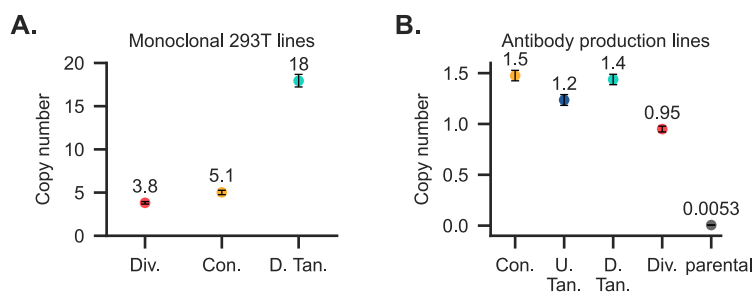 A.
Monoclonal 293T lines
Copy number
20
15
10
5
0
3.8
5.1
18
Div.
Con.
D. Tan.
B.
Antibody production lines
Copy number
1.5
1.0
0.5
0.0
1.5
1.2
1.4
0.95
0.0053
Con.
U.
Tan.
D.
Tan.
Div.
parental